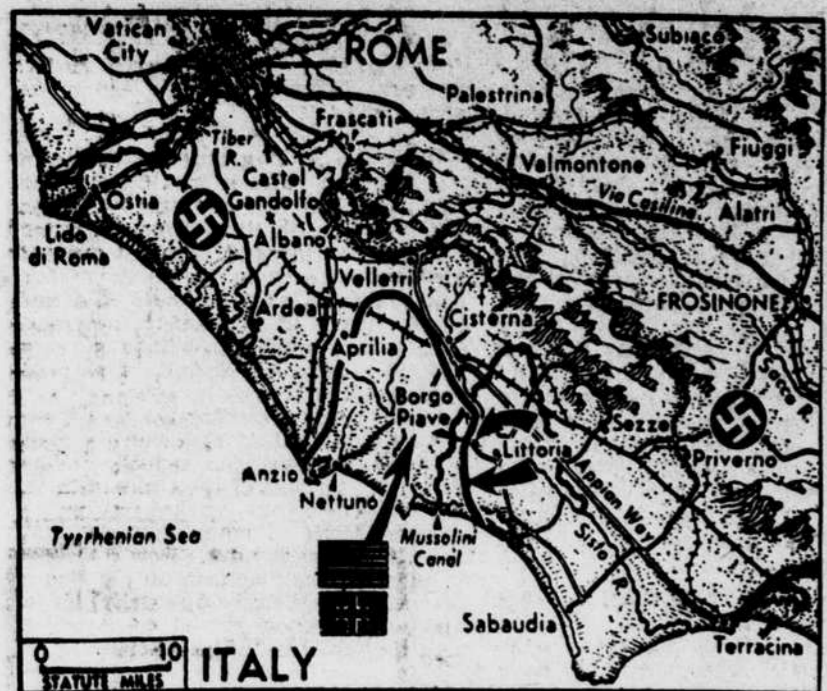 Vatican
City
ROME
Subiaco
Palestrina
Frascati
Tiber
R.
Valmontone
Fiuggi
Castel
Gandolfo
Via Casilina
Alatri
Ostia
Lido
di Roma
Albano
Velletri
FROSINONE
Ardea
Cisterna
Aprilia
Sacco R.
Borgo
Piave
Sezze
Littoria
Priverno
Anzio
Nettuno
Appian Way
Mussolini
Canal
Sisto R.
Tyrrhenian Sea
Sabaudia
Terracina
0 10
STATUTE MILES
ITALY